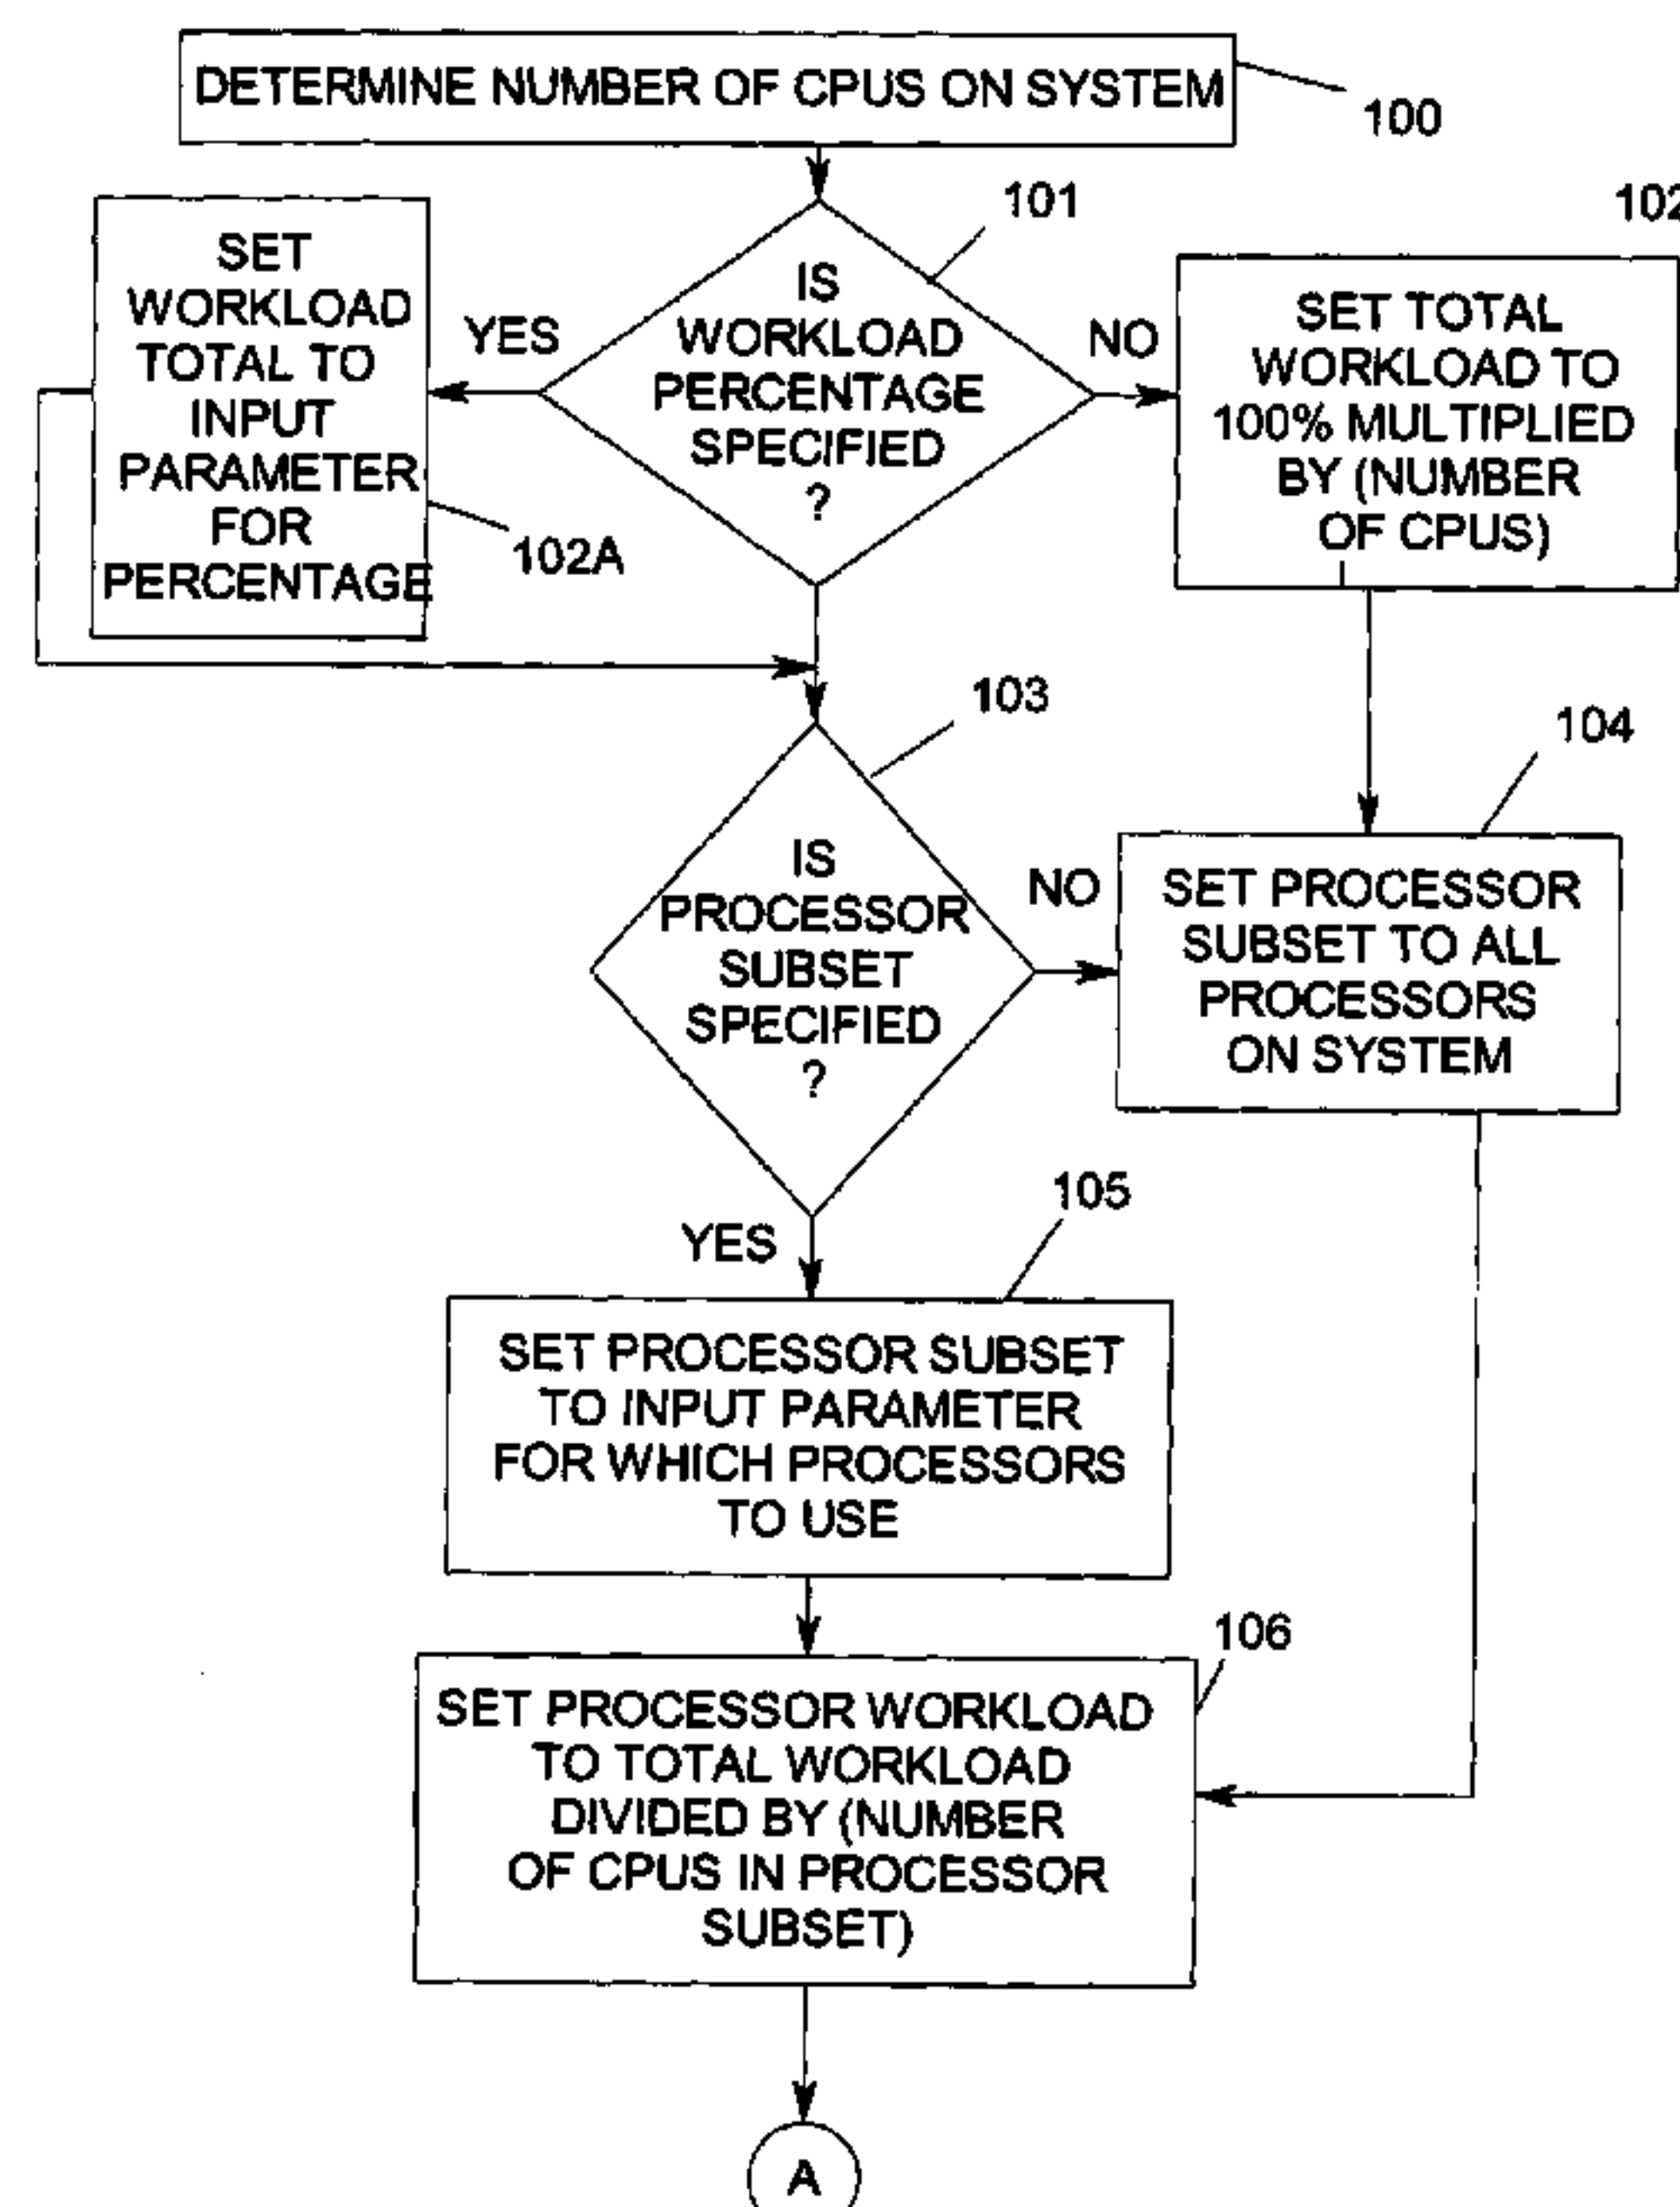 DETERMINE NUMBER OF CPUS ON SYSTEM
100
101
102
SET
WORKLOAD
TOTAL TO
INPUT
PARAMETER
FOR
PERCENTAGE
102A
YES
IS
WORKLOAD
PERCENTAGE
SPECIFIED
?
NO
SET TOTAL
WORKLOAD TO
100% MULTIPLIED
BY (NUMBER
OF CPUS)
103
104
IS
PROCESSOR
SUBSET
SPECIFIED
?
NO
SET PROCESSOR
SUBSET TO ALL
PROCESSORS
ON SYSTEM
YES
105
SET PROCESSOR SUBSET
TO INPUT PARAMETER
FOR WHICH PROCESSORS
TO USE
106
SET PROCESSOR WORKLOAD
TO TOTAL WORKLOAD
DIVIDED BY (NUMBER
OF CPUS IN PROCESSOR
SUBSET)
A